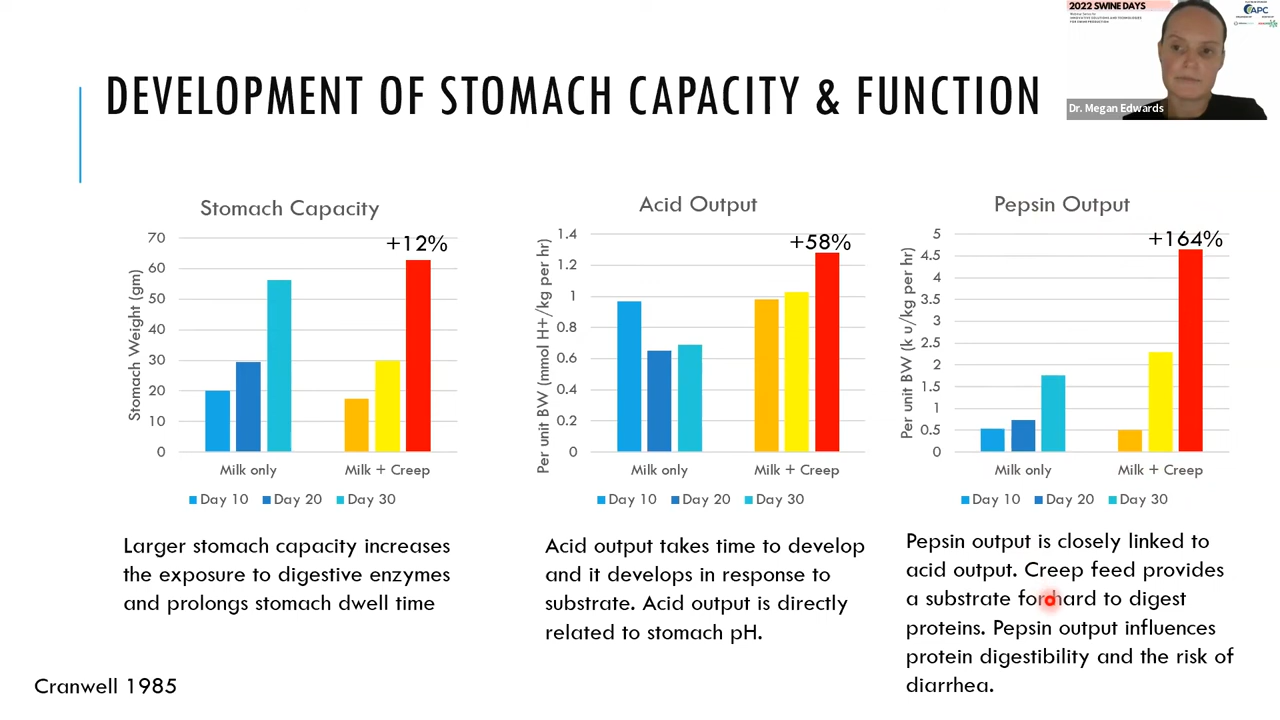 2022 SWINE DAYS
APC
Dr. Megan Edwards
DEVELOPMENT OF STOMACH CAPACITY & FUNCTION
Stomach Capacity
Stomach Weight (gm)
70
60
50
40
30
20
10
0
+12%
Milk only
Milk + Creep
Day 10 Day 20 Day 30
Larger stomach capacity increases
the exposure to digestive enzymes
and prolongs stomach dwell time
Acid Output
Per unit BW (mmol H+/kg per hr)
1.4
1.2
1
0.8
0.6
0.4
0.2
0
+58%
Milk only
Milk + Creep
Day 10 Day 20 Day 30
Acid output takes time to develop
and it develops in response to
substrate. Acid output is directly
related to stomach pH.
Pepsin Output
Per unit BW (k u/kg per hr)
5
4.5
4
3.5
3
2.5
2
1.5
1
0.5
0
+164%
Milk only
Milk + Creep
Day 10 Day 20 Day 30
Pepsin output is closely linked to
acid output. Creep feed provides
a substrate for hard to digest
proteins. Pepsin output influences
protein digestibility and the risk of
diarrhea.
Cranwell 1985